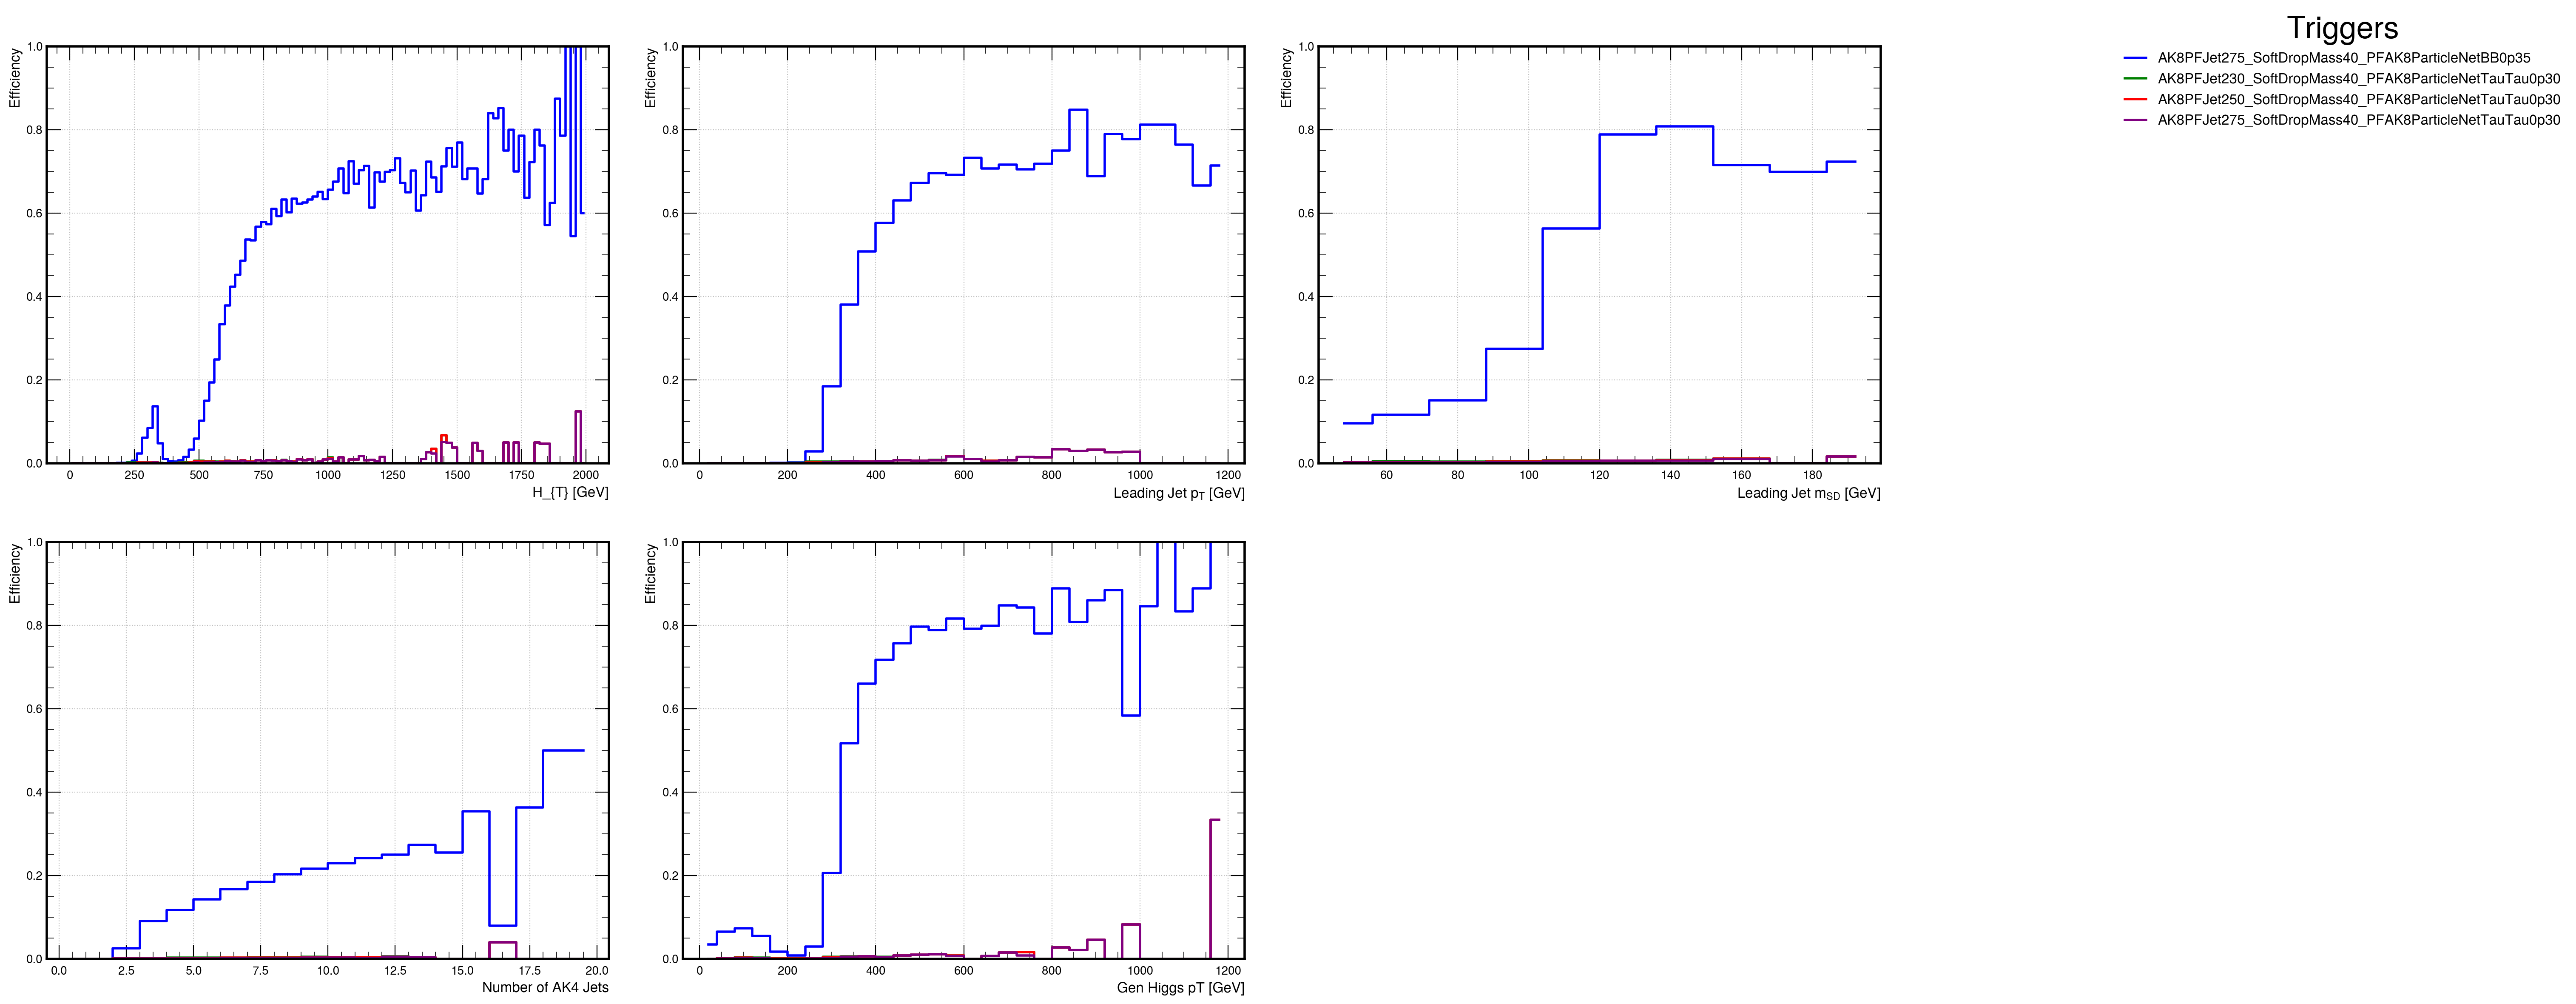 Triggers
AK8PFJet275_SoftDropMass40_PFAK8ParticleNetBB0p35
AK8PFJet230_SoftDropMass40_PFAK8ParticleNetTauTau0p30
AK8PFJet250_SoftDropMass40_PFAK8ParticleNetTauTau0p30
AK8PFJet275_SoftDropMass40_PFAK8ParticleNetTauTau0p30
Efficiency
1.0
0.8
0.6
0.4
0.2
0.0
0 250 500 750 1000 1250 1500 1750 2000
H_{T} [GeV]
Efficiency
1.0
0.8
0.6
0.4
0.2
0.0
0 200 400 600 800 1000 1200
Leading Jet pT [GeV]
Efficiency
1.0
0.8
0.6
0.4
0.2
0.0
60 80 100 120 140 160 180
Leading Jet mSD [GeV]
Efficiency
1.0
0.8
0.6
0.4
0.2
0.0
0.0 2.5 5.0 7.5 10.0 12.5 15.0 17.5 20.0
Number of AK4 Jets
Efficiency
1.0
0.8
0.6
0.4
0.2
0.0
0 200 400 600 800 1000 1200
Gen Higgs pT [GeV]